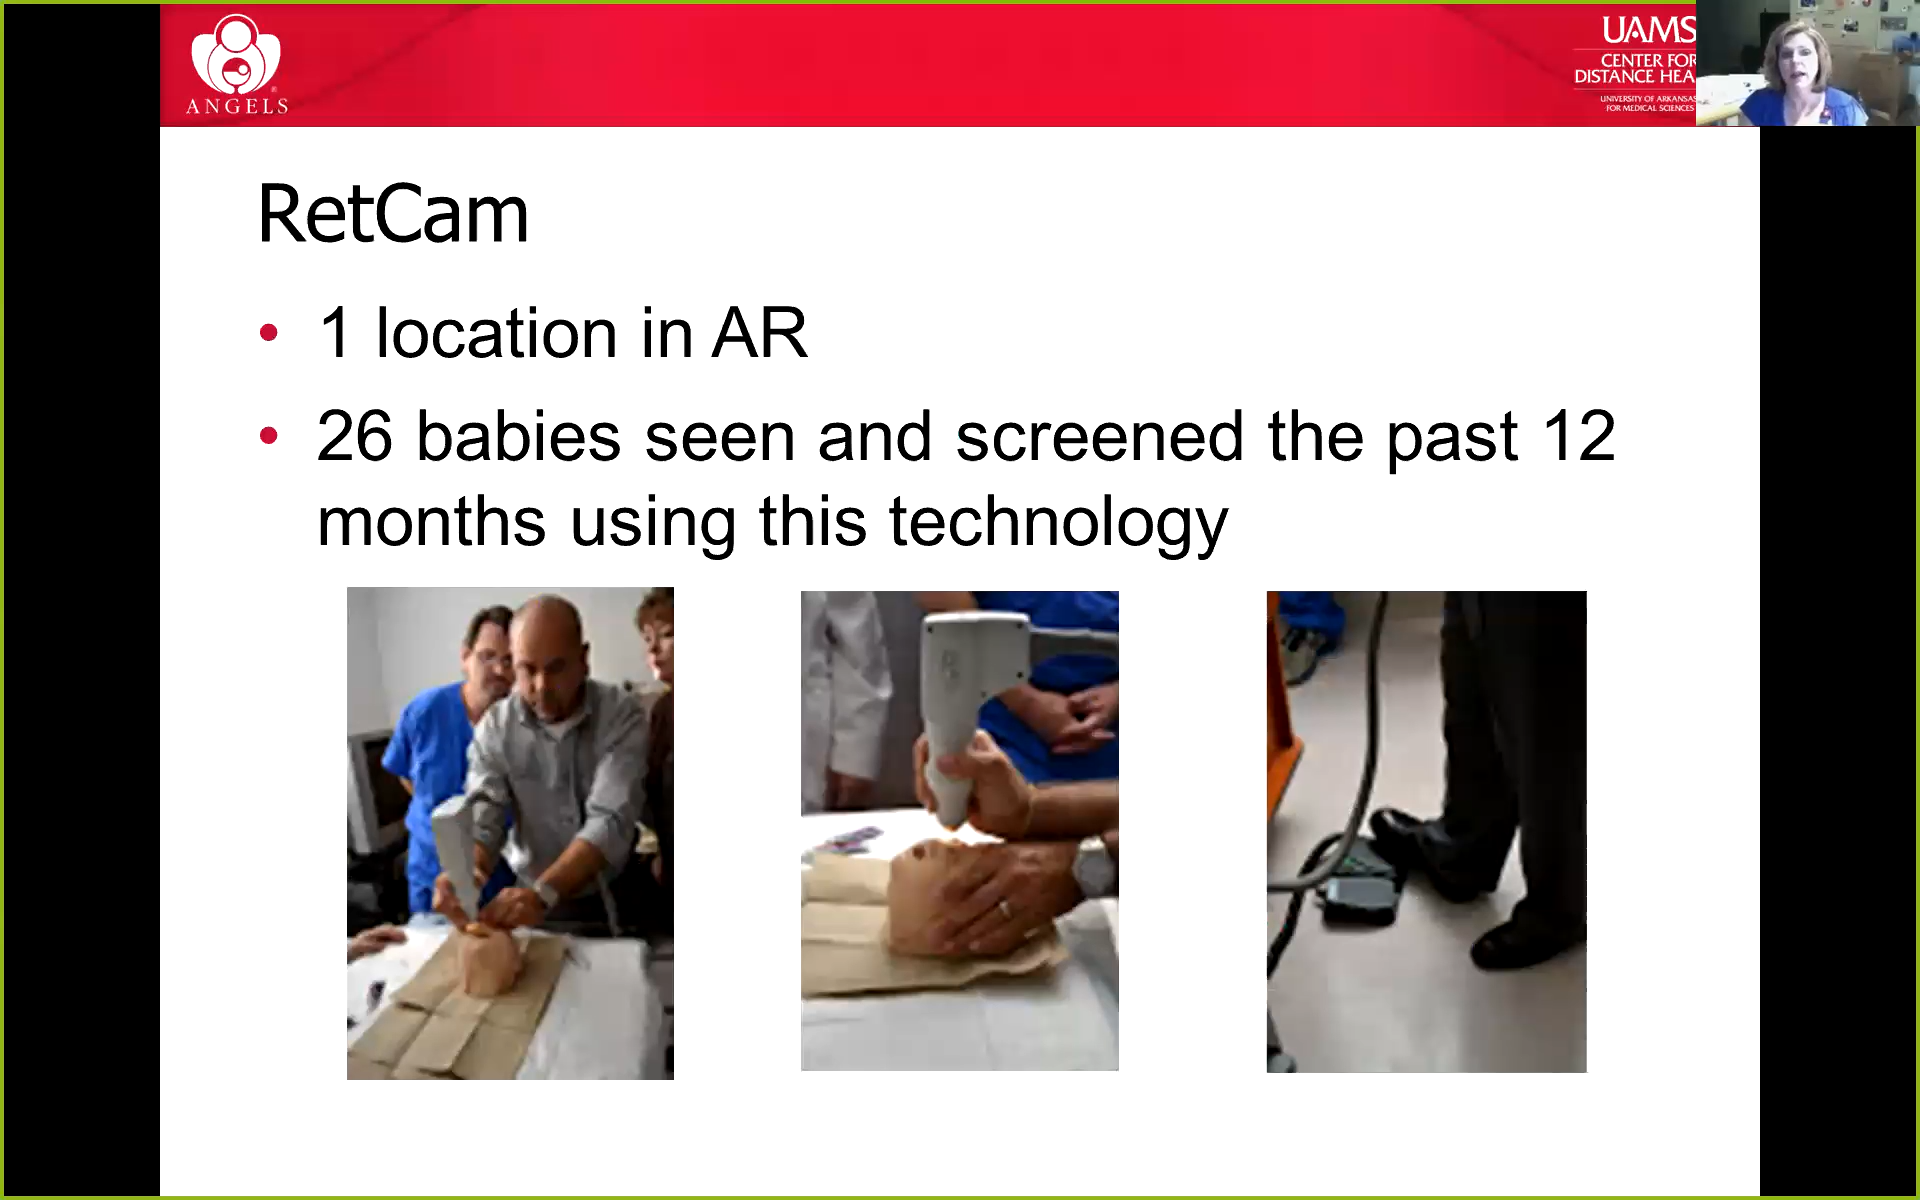 ANGELS
UAMS
CENTER FOR
DISTANCE HEA
UNIVERSITY OF ARKANSAS
FOR MEDICAL SCIENCES
RetCam
• 1 location in AR
• 26 babies seen and screened the past 12
months using this technology